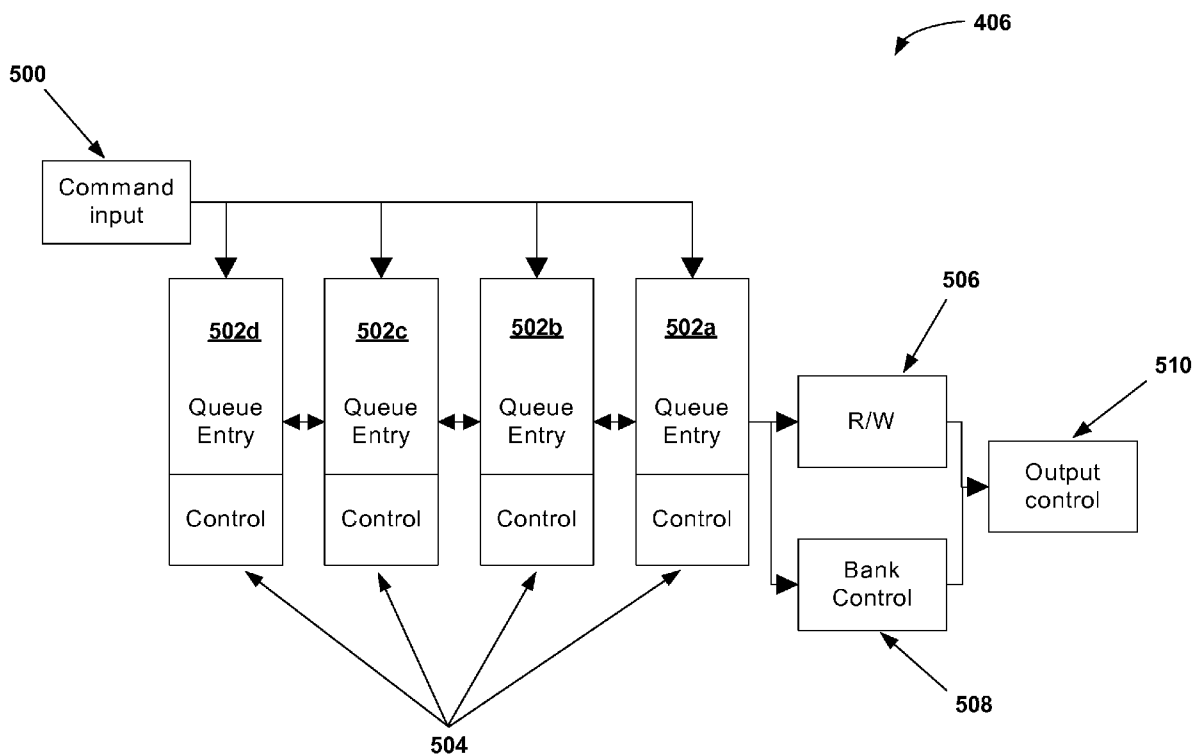 406
500
Command
input
502d
502c
502b
502a
506
510
Queue
Entry
Queue
Entry
Queue
Entry
Queue
Entry
R/W
Output
control
Control
Control
Control
Control
Bank
Control
508
504